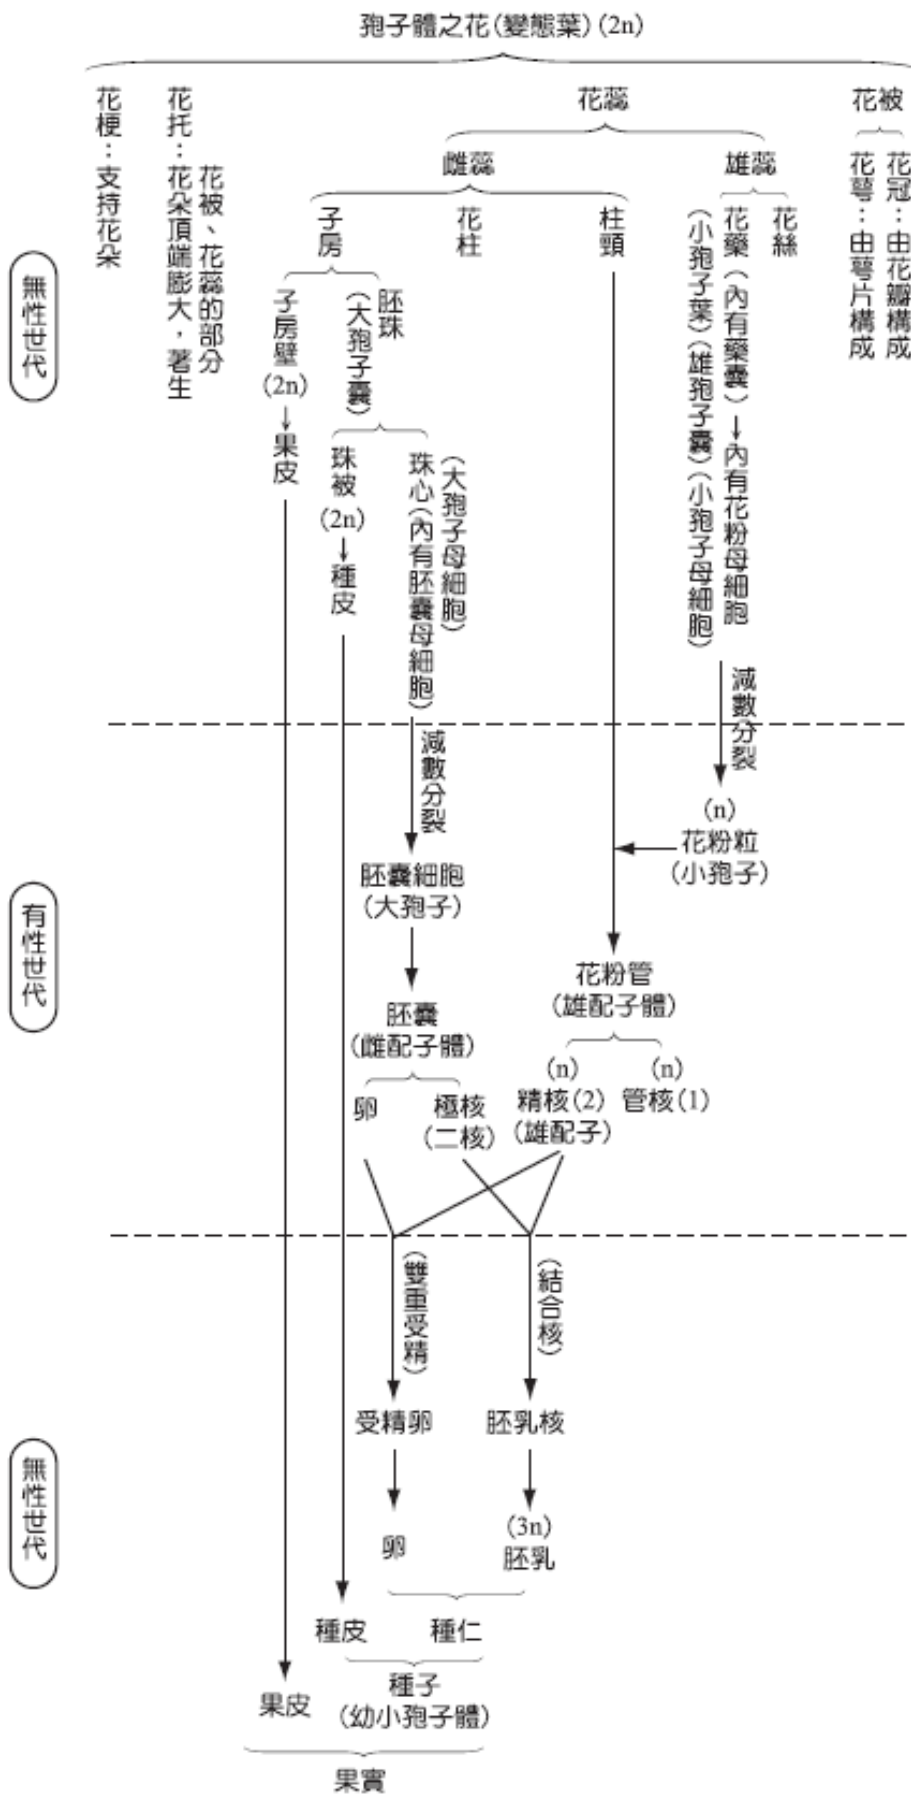 孢子體之花(變態葉)(2n)
花梗：支持花朵
花托：花朵頂端膨大，著生
花被、花蕊的部分
花蕊
花被
花萼：由萼片構成
花冠：由花瓣構成
雌蕊
雄蕊
子房
花柱
柱頭
花藥(內有藥囊)→內有花粉母細胞
(小孢子葉)(雄孢子囊)(小孢子母細胞)
花絲
子房壁(2n)→果皮
胚珠
(大孢子囊)
珠被(2n)→種皮
珠心(內有胚囊母細胞)
(大孢子母細胞)
無性世代
減數分裂
減數分裂
(n)
花粉粒
(小孢子)
胚囊細胞
(大孢子)
有性世代
花粉管
(雄配子體)
胚囊
(雌配子體)
(n)
(n)
卵
極核
(二核)
精核(2)
(雄配子)
管核(1)
(雙重受精)
(結合核)
受精卵
胚乳核
無性世代
卵
(3n)
胚乳
種皮
種仁
果皮
種子
(幼小孢子體)
果實